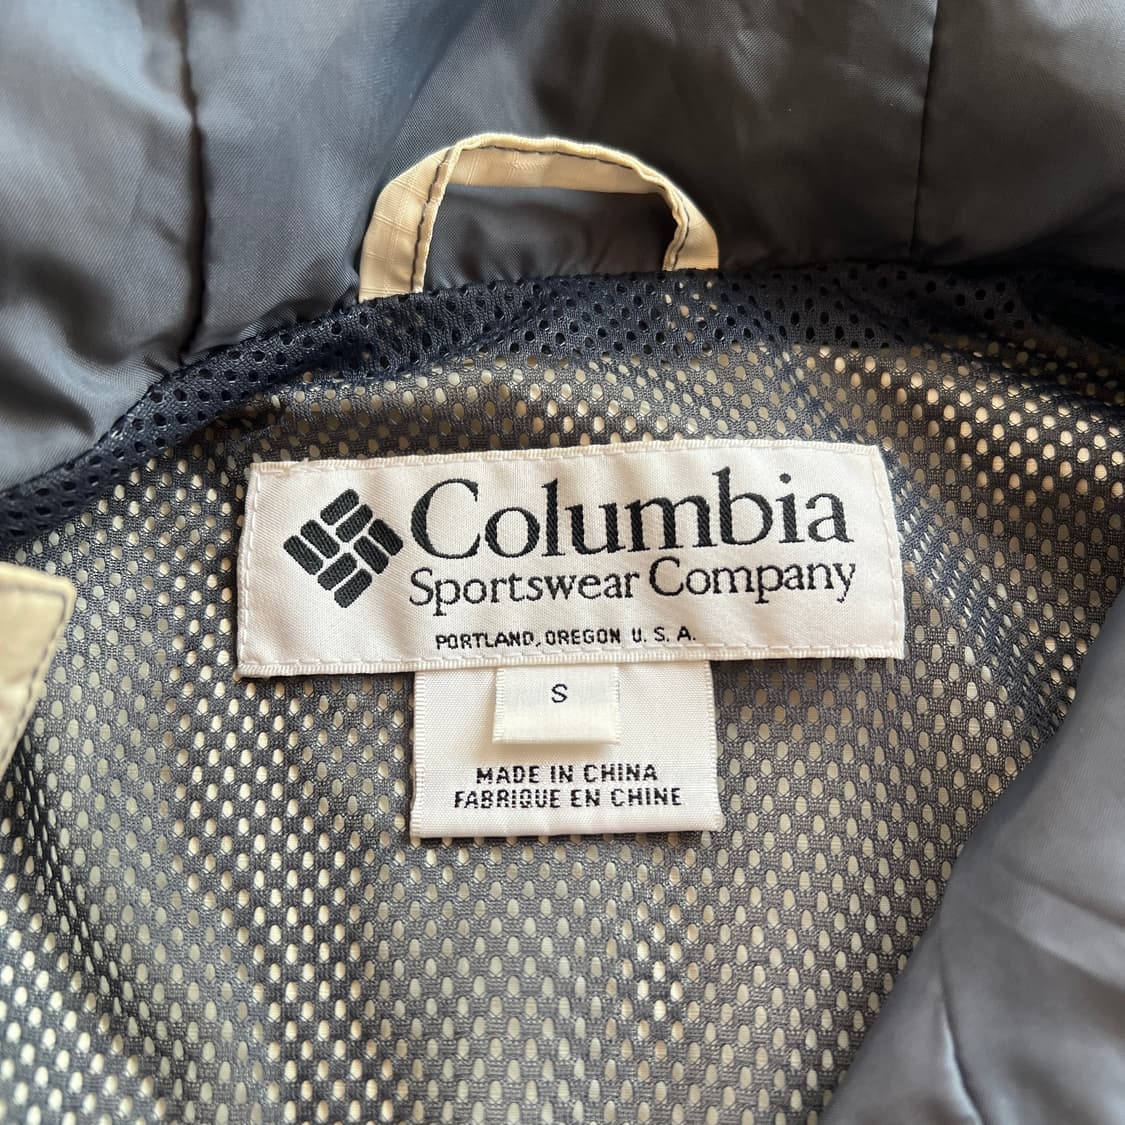 Columbia
Sportswear Company
PORTLAND, OREGON U. S. A.
S
MADE IN CHINA
FABRIQUE EN CHINE